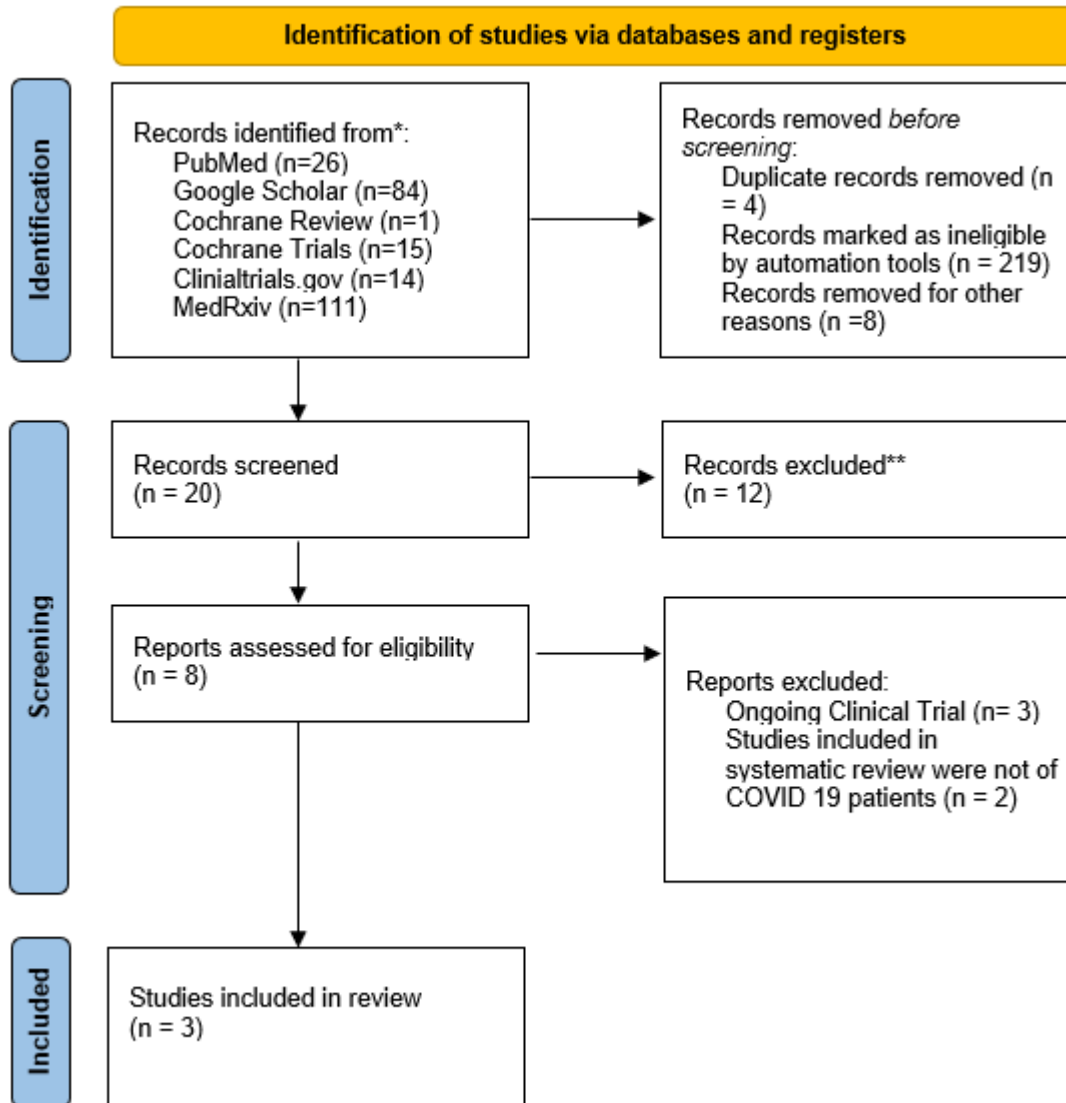 Identification of studies via databases and registers
Identification
Records identified from*:
PubMed (n=26)
Google Scholar (n=84)
Cochrane Review (n=1)
Cochrane Trials (n=15)
Clinialtrials.gov (n=14)
MedRxiv (n=111)
Records removed before
screening:
Duplicate records removed (n
= 4)
Records marked as ineligible
by automation tools (n = 219)
Records removed for other
reasons (n =8)
Screening
Records screened
(n = 20)
Records excluded**
(n = 12)
Reports assessed for eligibility
(n = 8)
Reports excluded:
Ongoing Clinical Trial (n= 3)
Studies included in
systematic review were not of
COVID 19 patients (n = 2)
Included
Studies included in review
(n = 3)